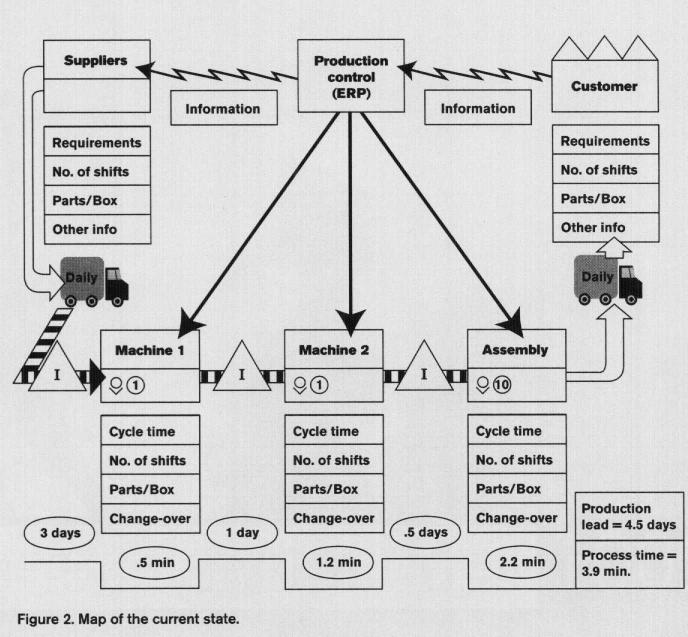 Suppliers
Production
control
(ERP)
Customer
Information
Information
Requirements
No. of shifts
Parts/Box
Other info
Requirements
No. of shifts
Parts/Box
Other info
Daily
Daily
I
Machine 1
1
I
Machine 2
1
I
Assembly
10
Cycle time
No. of shifts
Parts/Box
Change-over
Cycle time
No. of shifts
Parts/Box
Change-over
Cycle time
No. of shifts
Parts/Box
Change-over
3 days
.5 min
1 day
1.2 min
.5 days
2.2 min
Production
lead = 4.5 days
Process time =
3.9 min.
Figure 2. Map of the current state.